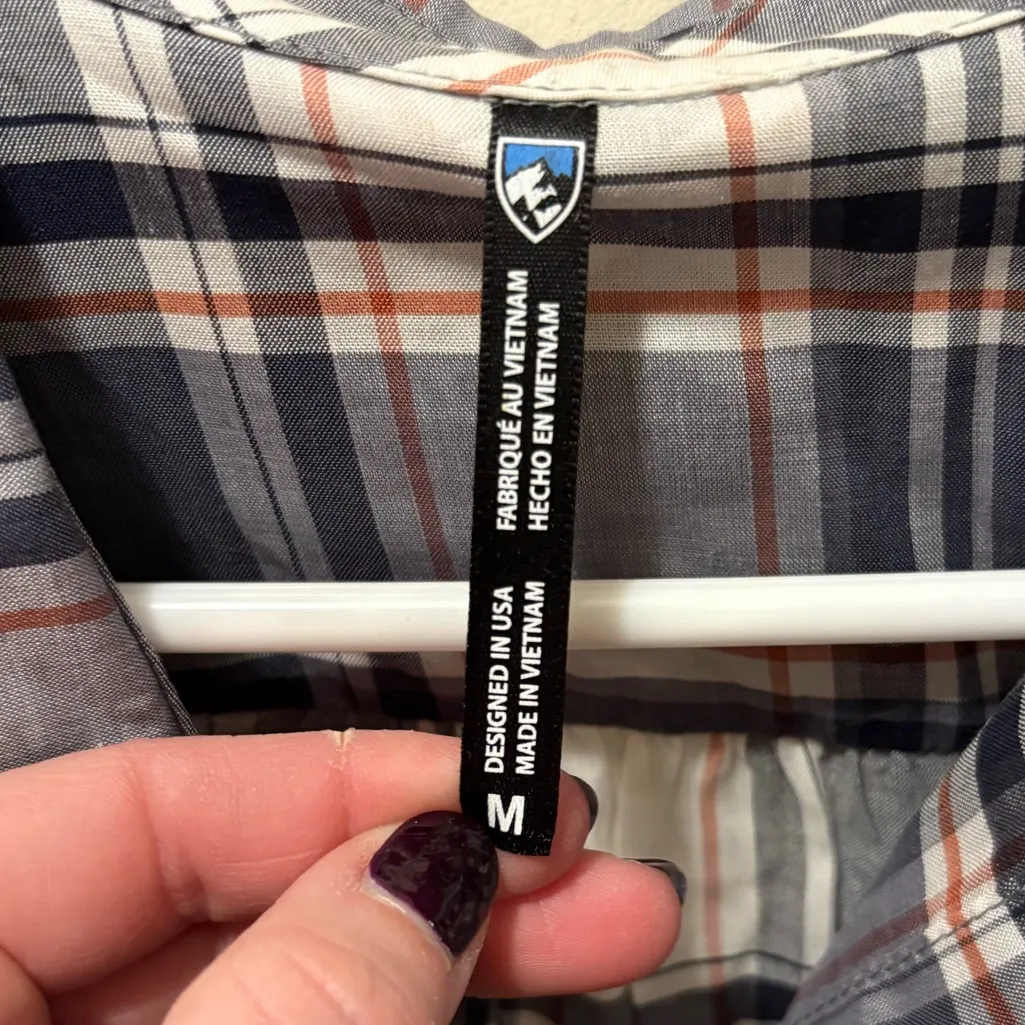 FABRIQUÉ AU VIETNAM
HECHO EN VIETNAM
DESIGNED IN USA
MADE IN VIETNAM
M